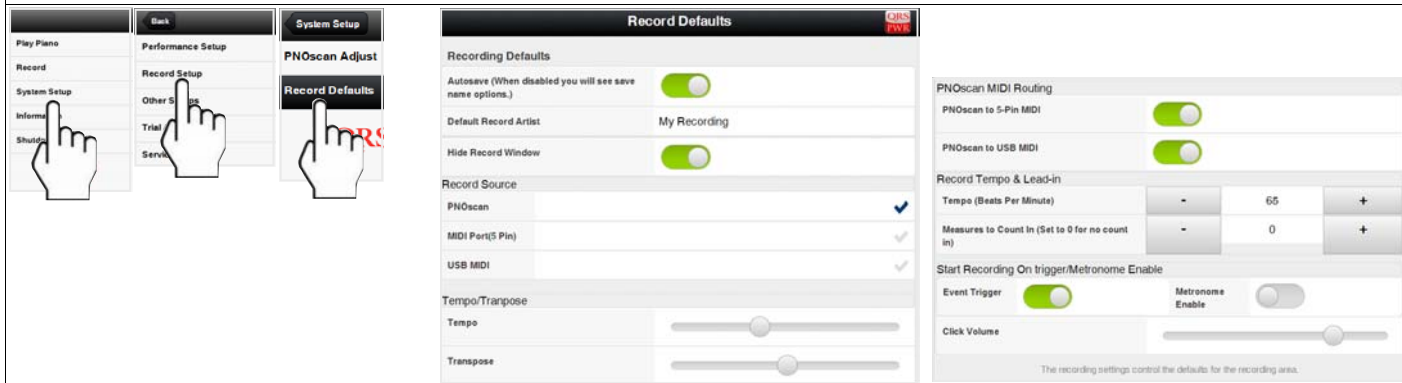 Play Piano
Record
System Setup
Back
Performance Setup
Record Setup
Trial
System Setup
PNOscan Adjust
Record Defaults
QRS
Record Defaults
QRS
PWR
Recording Defaults
Autosave (When disabled you will see save
name options.)
Default Record Artist
My Recording
Hide Record Window
Record Source
PNOscan
MIDI Port(5 Pin)
USB MIDI
Tempo/Tranpose
Tempo
Transpose
PNOscan MIDI Routing
PNOscan to 5-Pin MIDI
PNOscan to USB MIDI
Record Tempo & Lead-in
Tempo (Beats Per Minute)
- 65 +
Measures to Count In (Set to 0 for no count
in)
- 0 +
Start Recording On trigger/Metronome Enable
Event Trigger
Metronome
Enable
Click Volume
The recording settings control the defaults for the recording area.